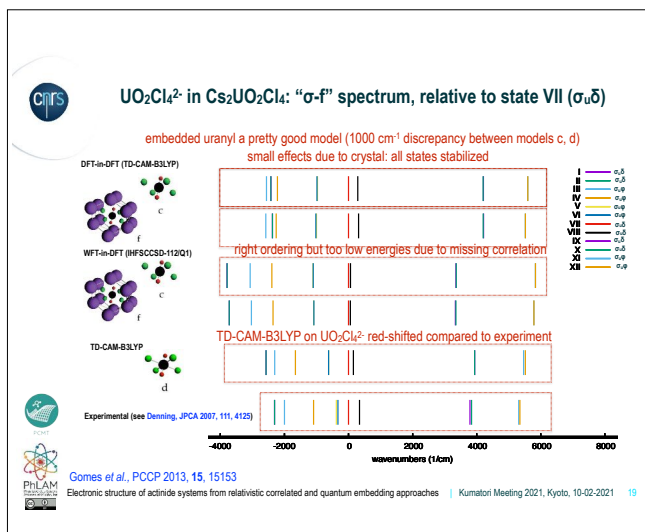 cnrs
UO₂Cl₄²⁻ in Cs₂UO₂Cl₄: “σ-f” spectrum, relative to state VII (σᵤδ)
embedded uranyl a pretty good model (1000 cm⁻¹ discrepancy between models c, d)
small effects due to crystal: all states stabilized
DFT-in-DFT (TD-CAM-B3LYP)
c
f
I σᵤδ
II σᵤδ
III σᵤφ
IV σᵤφ
V σᵤφ
VI σᵤφ
VII σᵤδ
VIII σᵤδ
IX σᵤδ
X σᵤδ
XI σᵤφ
XII σᵤφ
right ordering but too low energies due to missing correlation
WFT-in-DFT (IHFSCCSD-112/Q1)
c
f
TD-CAM-B3LYP on UO₂Cl₄²⁻ red-shifted compared to experiment
TD-CAM-B3LYP
d
Experimental (see Denning, JPCA 2007, 111, 4125)
-4000 -2000 0 2000 4000 6000 8000
wavenumbers (1/cm)
PCMT
PhLAM
Gomes et al., PCCP 2013, 15, 15153
Electronic structure of actinide systems from relativistic correlated and quantum embedding approaches | Kumatori Meeting 2021, Kyoto, 10-02-2021 19